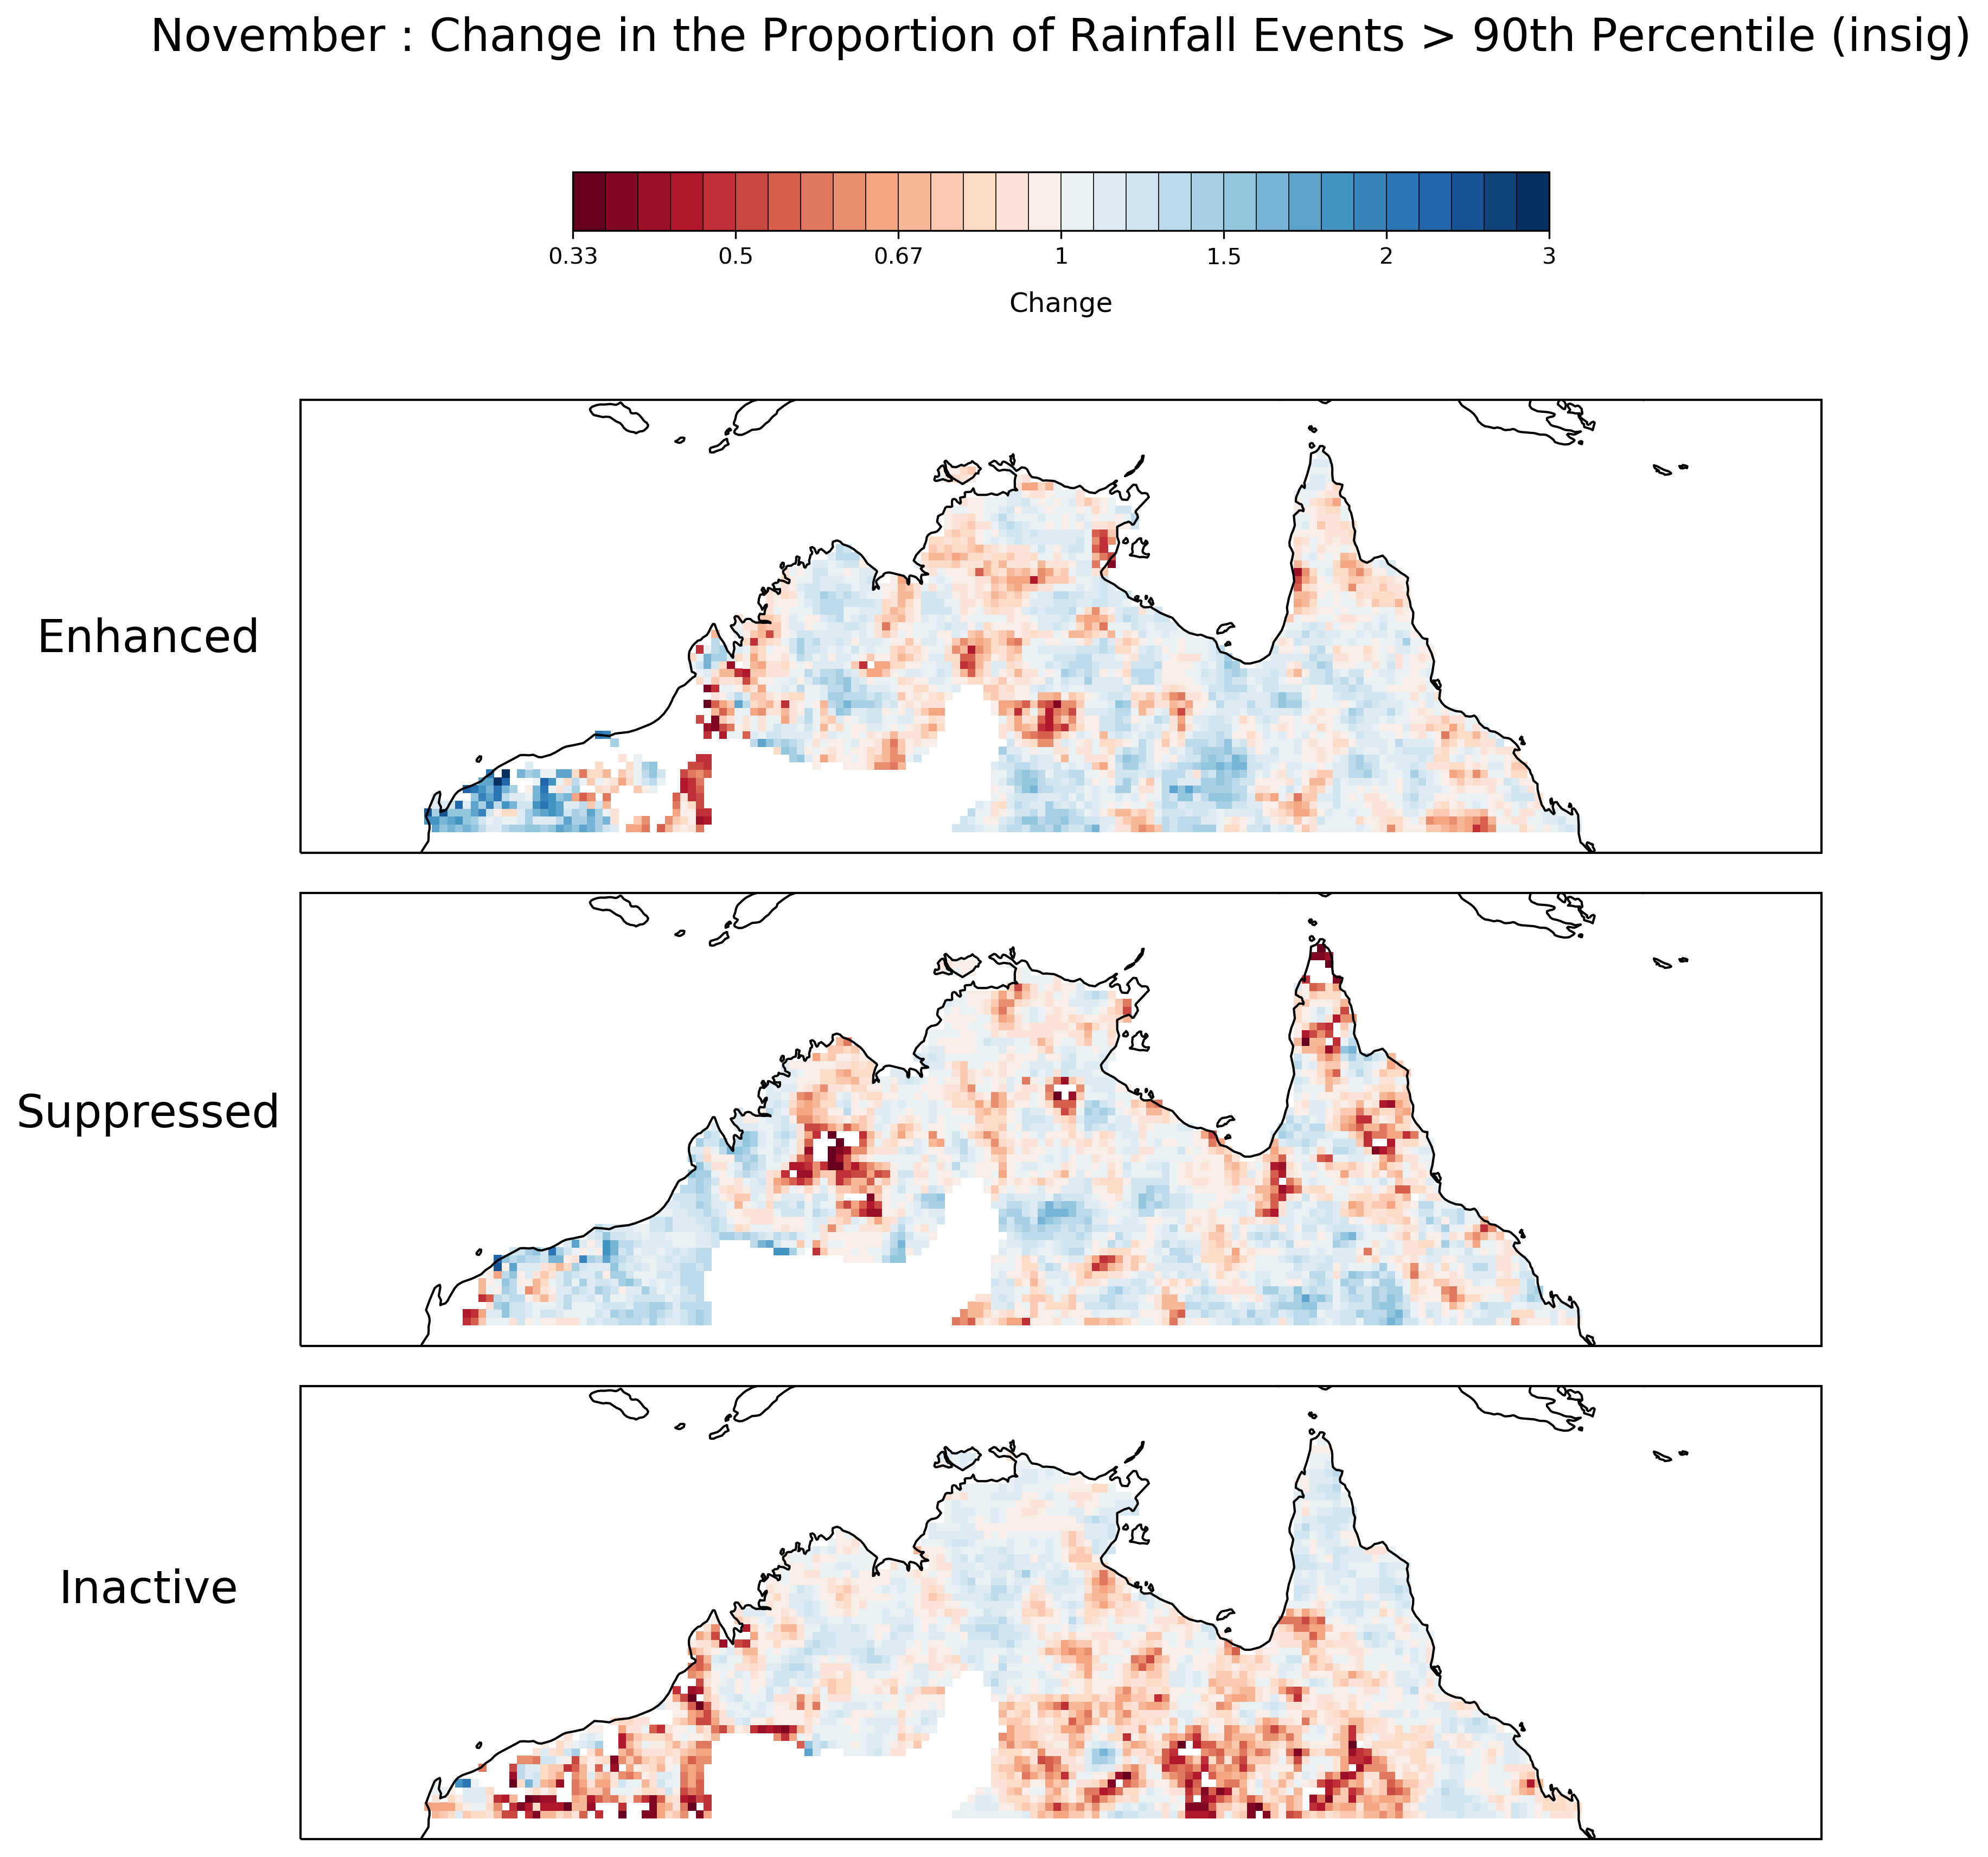 November : Change in the Proportion of Rainfall Events > 90th Percentile (insig)
0.33 0.5 0.67 1 1.5 2 3
Change
Enhanced
Suppressed
Inactive